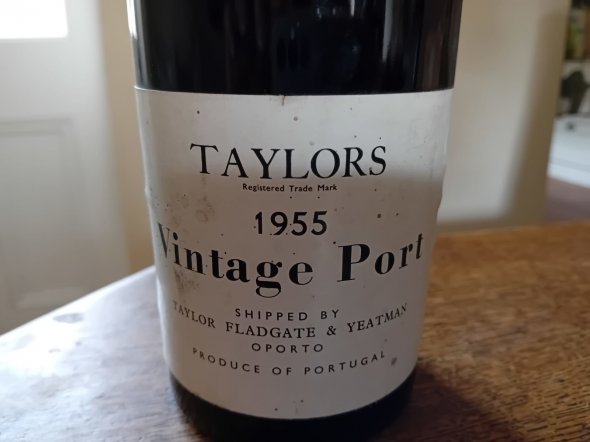 TAYLORS
Registered Trade Mark
1955
Vintage Port
SHIPPED BY
TAYLOR FLADGATE & YEATMAN
OPORTO
PRODUCE OF PORTUGAL